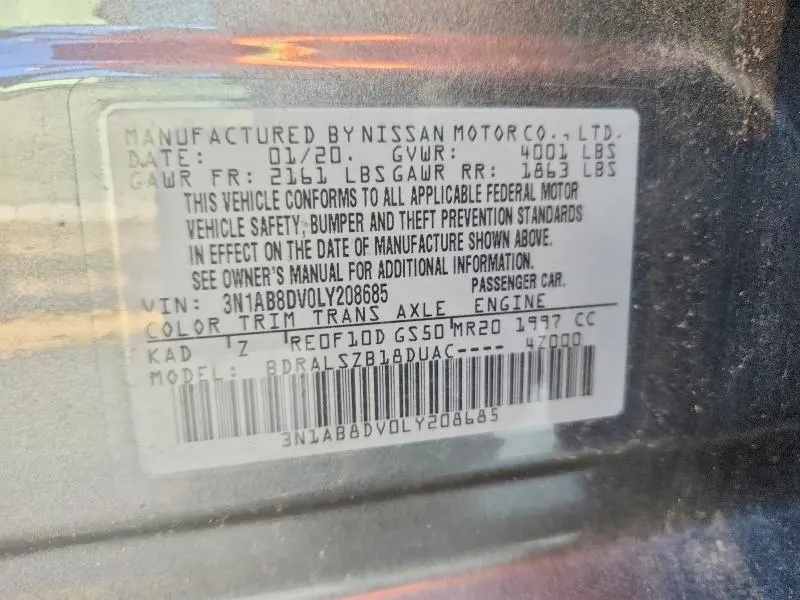 MANUFACTURED BY NISSAN MOTOR CO., LTD.
DATE: 01/20. GVWR: 4001 LBS
GAWR FR: 2161 LBS GAWR RR: 1863 LBS
THIS VEHICLE CONFORMS TO ALL APPLICABLE FEDERAL MOTOR
VEHICLE SAFETY, BUMPER AND THEFT PREVENTION STANDARDS
IN EFFECT ON THE DATE OF MANUFACTURE SHOWN ABOVE.
SEE OWNER'S MANUAL FOR ADDITIONAL INFORMATION.
VIN: 3N1AB8DV0LY208685 PASSENGER CAR.
COLOR TRIM TRANS AXLE ENGINE
KAD Z RE0F10D GS50 MR20 1997 CC
MODEL: BDRALSZB18DUAC---- 4Z000
3N1AB8DV0LY208685